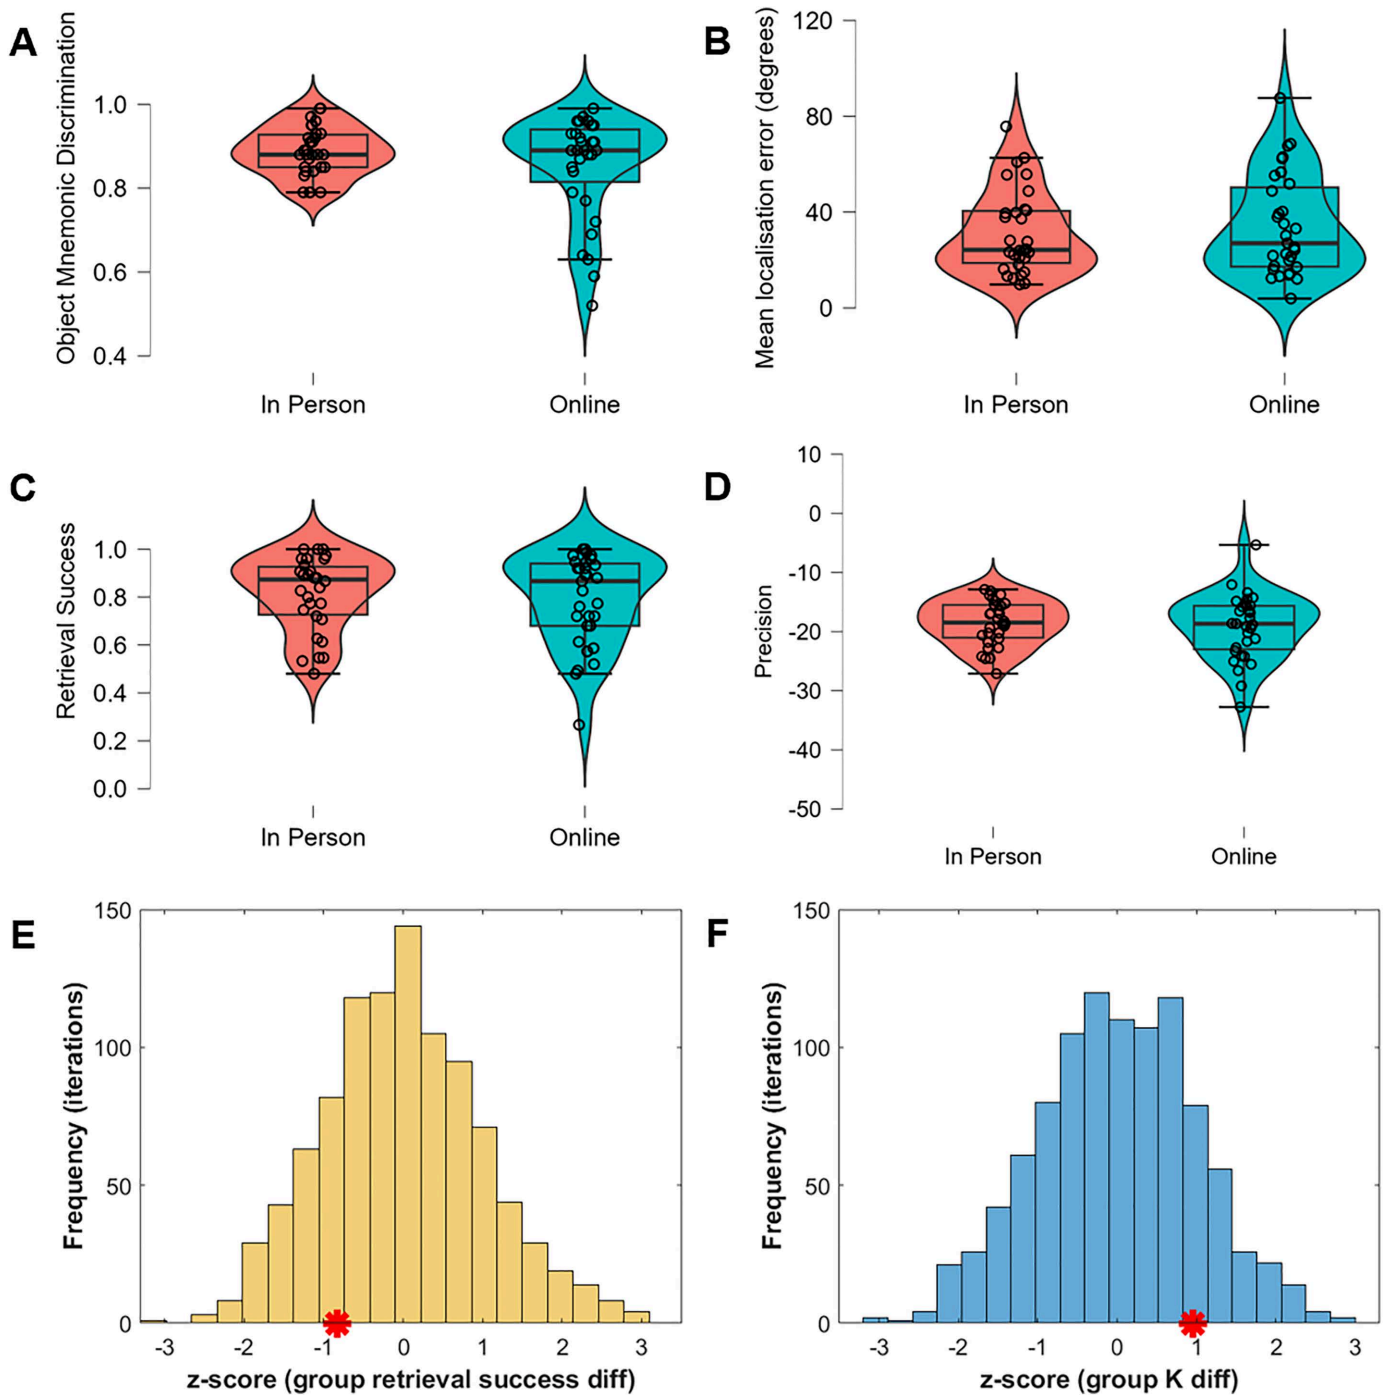 A
Object Mnemonic Discrimination
1.0
0.8
0.6
0.4
In Person
Online
B
Mean localisation error (degrees)
120
80
40
0
In Person
Online
C
Retrieval Success
1.0
0.8
0.6
0.4
0.2
0.0
In Person
Online
D
Precision
10
0
-10
-20
-30
-40
-50
In Person
Online
E
Frequency (iterations)
150
100
50
0
-3 -2 -1 0 1 2 3
z-score (group retrieval success diff)
F
Frequency (iterations)
150
100
50
0
-3 -2 -1 0 1 2 3
z-score (group K diff)